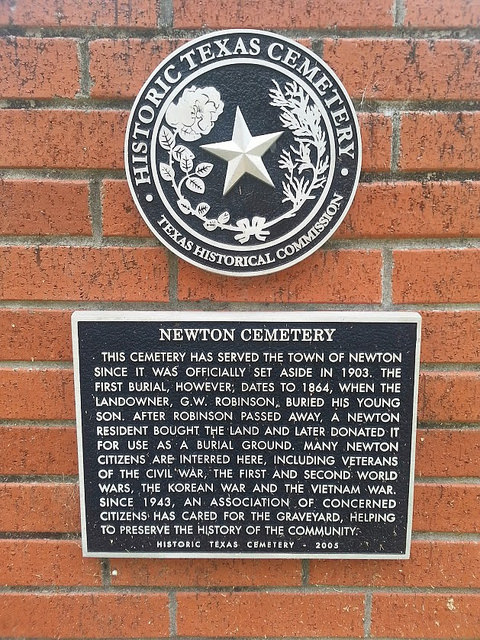 HISTORIC TEXAS CEMETERY
TEXAS HISTORICAL COMMISSION
NEWTON CEMETERY
THIS CEMETERY HAS SERVED THE TOWN OF NEWTON
SINCE IT WAS OFFICIALLY SET ASIDE IN 1903. THE
FIRST BURIAL, HOWEVER, DATES TO 1864, WHEN THE
LANDOWNER, G.W. ROBINSON, BURIED HIS YOUNG
SON. AFTER ROBINSON PASSED AWAY, A NEWTON
RESIDENT BOUGHT THE LAND AND LATER DONATED IT
FOR USE AS A BURIAL GROUND. MANY NEWTON
CITIZENS ARE INTERRED HERE, INCLUDING VETERANS
OF THE CIVIL WAR, THE FIRST AND SECOND WORLD
WARS, THE KOREAN WAR AND THE VIETNAM WAR.
SINCE 1943, AN ASSOCIATION OF CONCERNED
CITIZENS HAS CARED FOR THE GRAVEYARD, HELPING
TO PRESERVE THE HISTORY OF THE COMMUNITY.
HISTORIC TEXAS CEMETERY - 2005